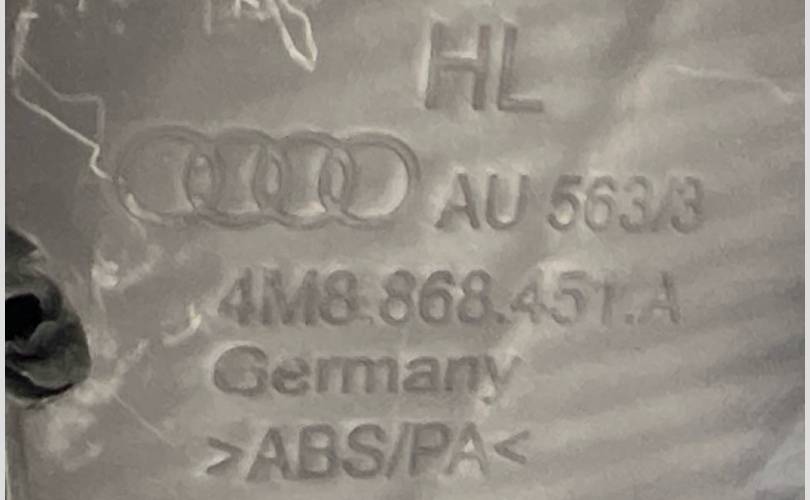 HL
AU 563/3
4M8.868.451.A
Germany
>ABS/PA<